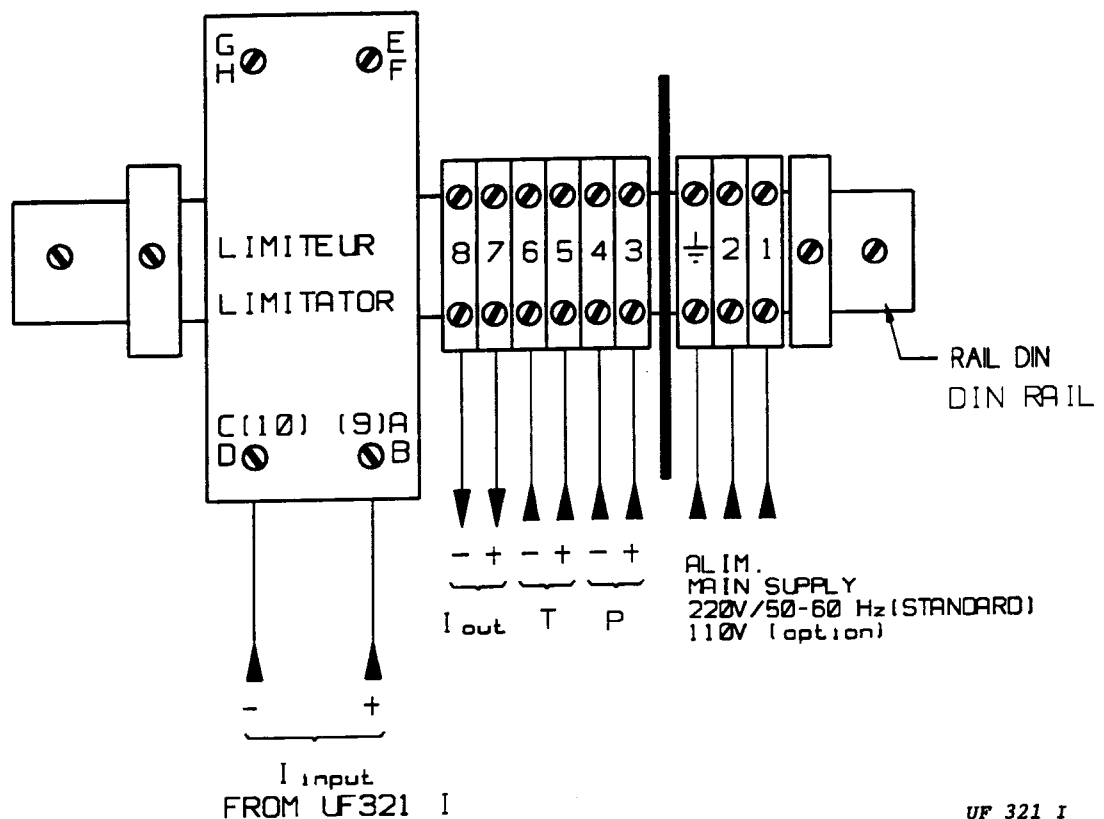 G E
H F
LIMITEUR
LIMITATOR
8 7 6 5 4 3 2 1
C(10) (9)A
D B
RAIL DIN
DIN RAIL
- + - + - +
I out T P
ALIM.
MAIN SUPPLY
220V/50-60 Hz(STANDARD)
110V (option)
- +
I input
FROM UF321 I
UF 321 I